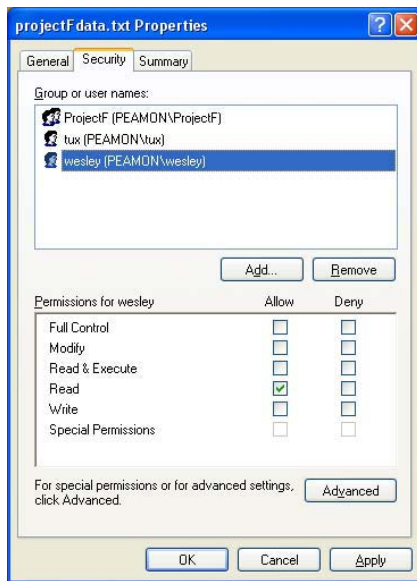 projectFdata.txt Properties
General Security Summary
Group or user names:
ProjectF (PEAMON\ProjectF)
tux (PEAMON\tux)
wesley (PEAMON\wesley)
Add... Remove
Permissions for wesley Allow Deny
Full Control
Modify
Read & Execute
Read
Write
Special Permissions
For special permissions or for advanced settings,
click Advanced.
Advanced
OK Cancel Apply